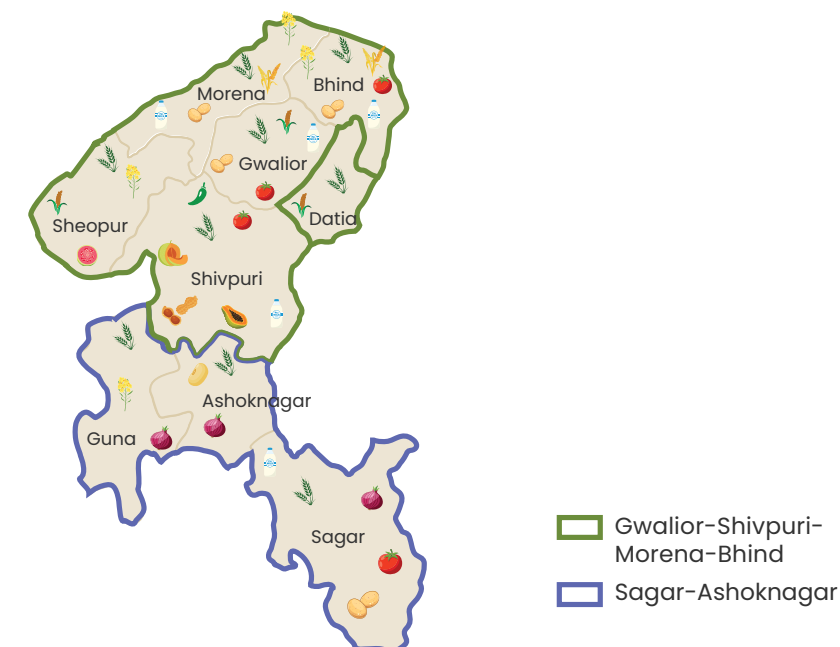 Morena
Bhind
Gwalior
Sheopur
Datia
Shivpuri
Ashoknagar
Guna
Sagar
Gwalior-Shivpuri-
Morena-Bhind
Sagar-Ashoknagar